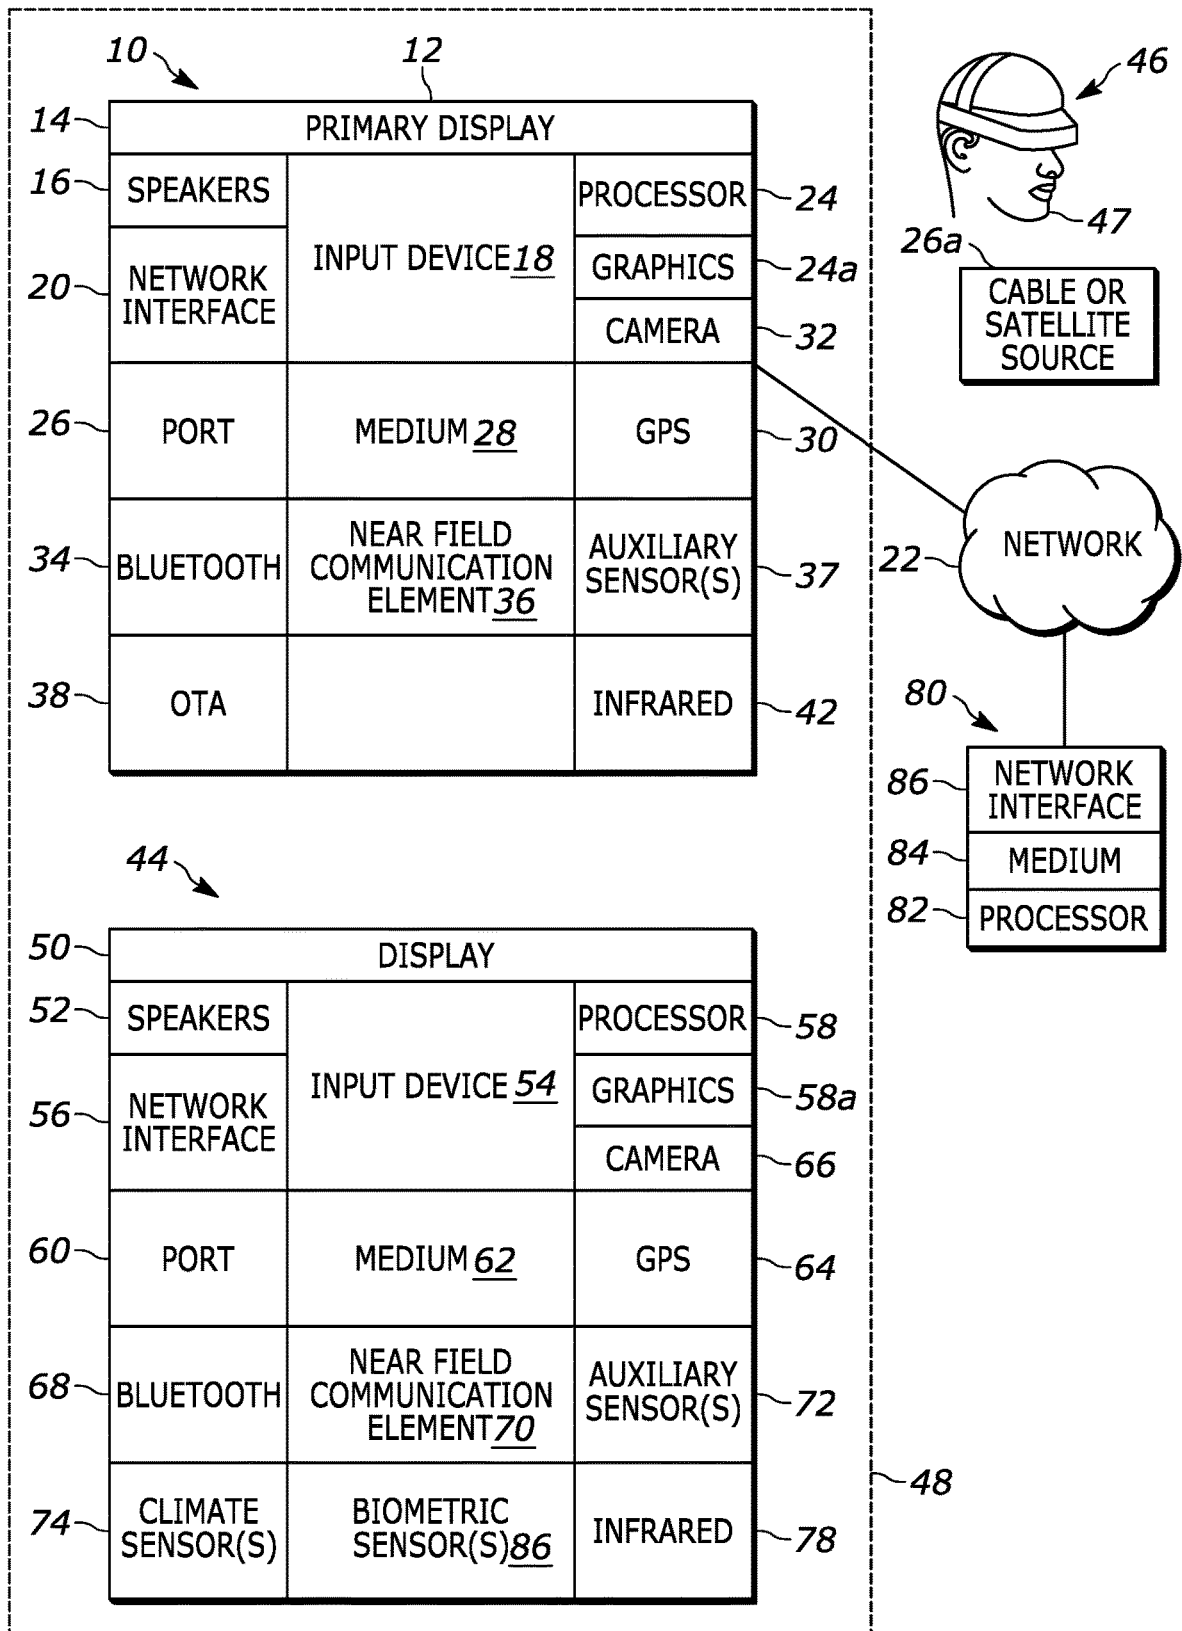 10
12
46
14
PRIMARY DISPLAY
16
SPEAKERS
PROCESSOR
24
47
INPUT DEVICE 18
26a
20
NETWORK
INTERFACE
GRAPHICS
24a
CABLE OR
SATELLITE
SOURCE
CAMERA
32
26
PORT
MEDIUM 28
GPS
30
34
BLUETOOTH
NEAR FIELD
COMMUNICATION
ELEMENT 36
AUXILIARY
SENSOR(S)
37
22
NETWORK
38
OTA
INFRARED
42
80
86
NETWORK
INTERFACE
84
MEDIUM
82
PROCESSOR
44
50
DISPLAY
52
SPEAKERS
PROCESSOR
58
INPUT DEVICE 54
56
NETWORK
INTERFACE
GRAPHICS
58a
CAMERA
66
60
PORT
MEDIUM 62
GPS
64
68
BLUETOOTH
NEAR FIELD
COMMUNICATION
ELEMENT 70
AUXILIARY
SENSOR(S)
72
48
74
CLIMATE
SENSOR(S)
BIOMETRIC
SENSOR(S) 86
INFRARED
78